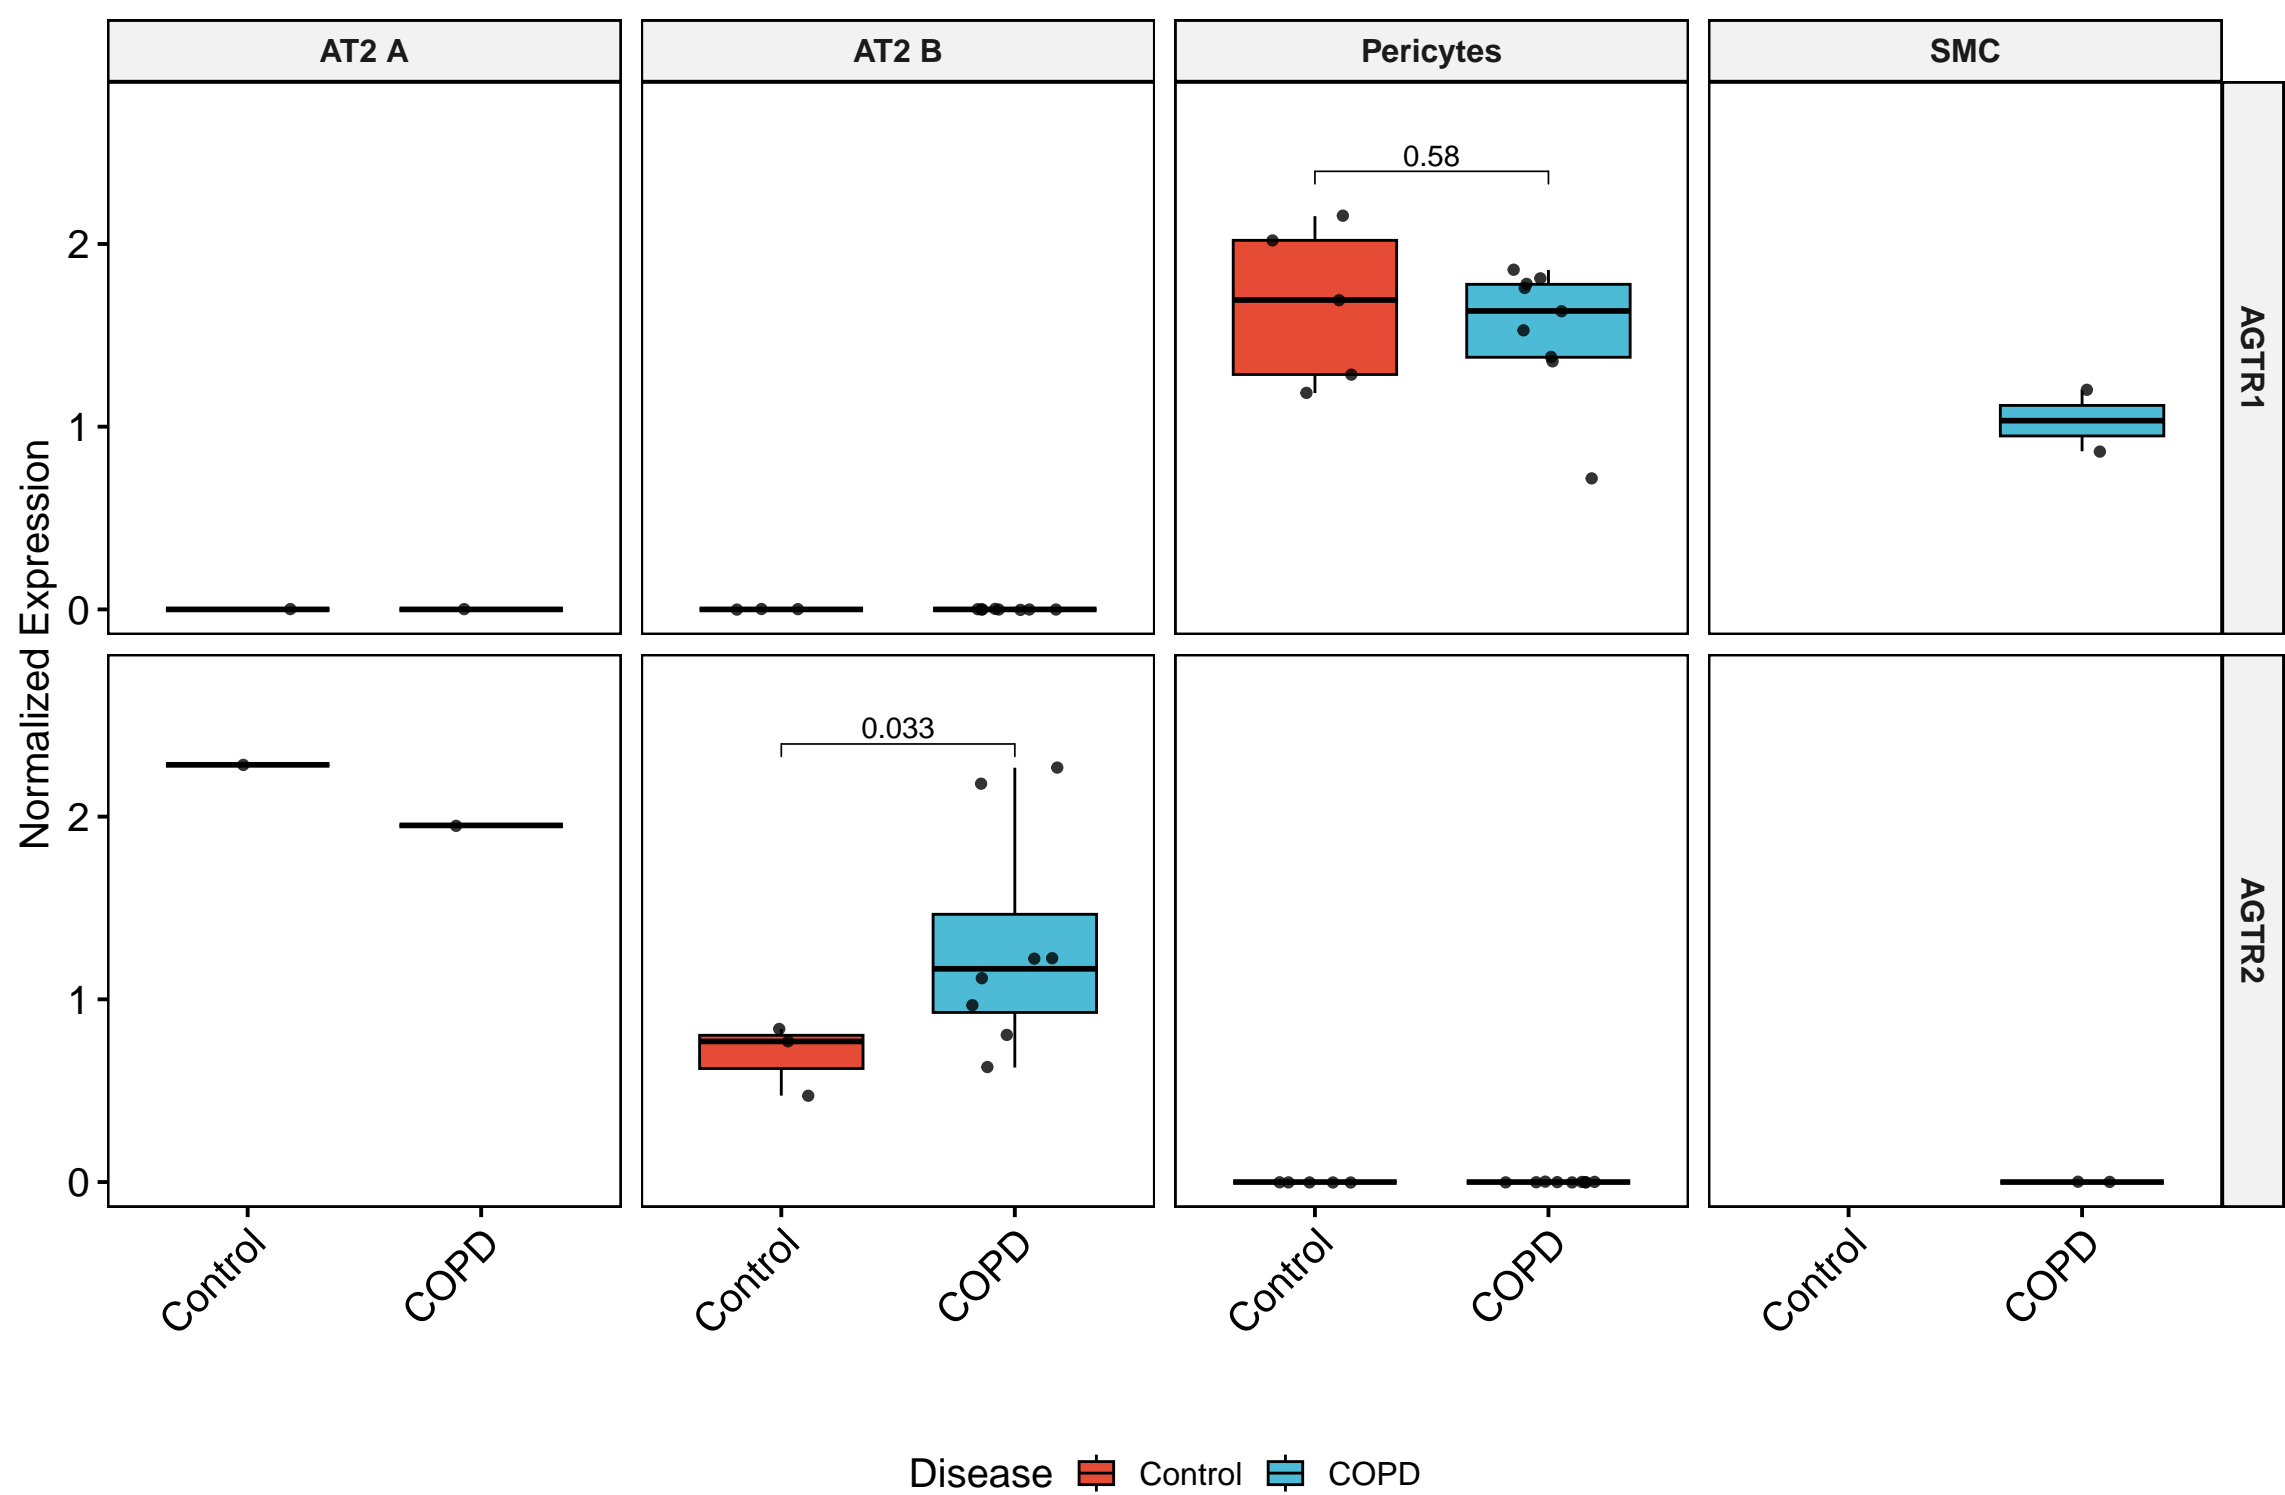 AT2 A
AT2 B
Pericytes
SMC
Normalized Expression
2
1
0
0.58
AGTR1
2
1
0
0.033
AGTR2
Control
COPD
Control
COPD
Control
COPD
Control
COPD
Disease Control COPD